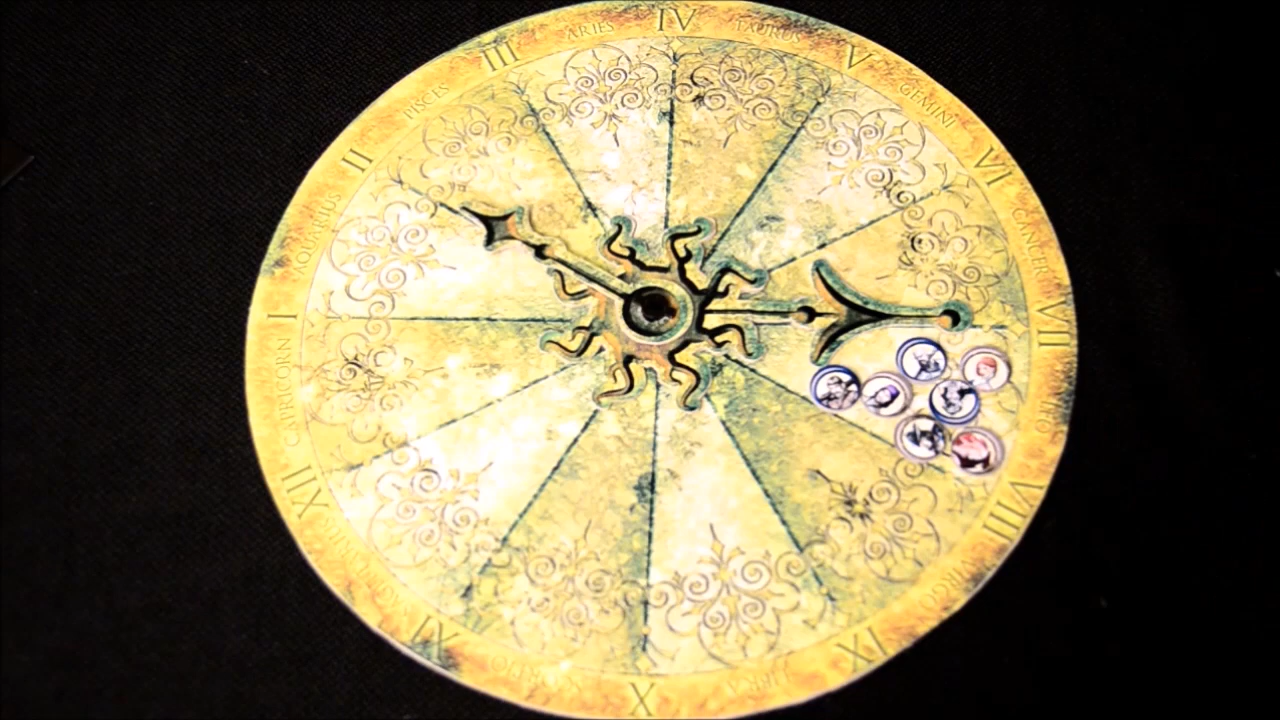 IV
TAURUS
V
GEMINI
VI
CANCER
VII
LEO
VIII
VIRGO
IX
LIBRA
X
SCORPIO
XI
XII
CAPRICORN
I
AQUARIUS
II
PISCES
III
ARIES